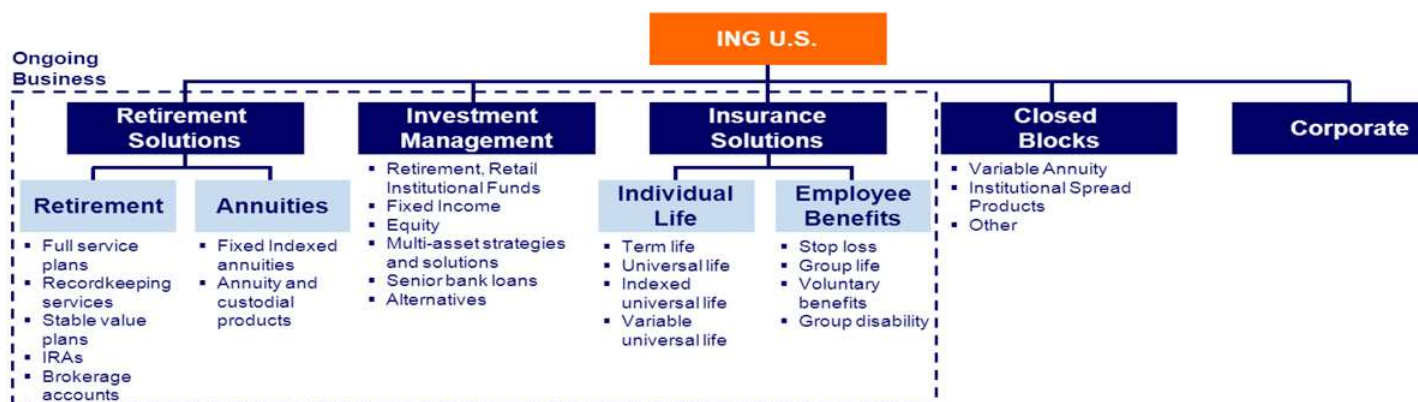 ING U.S.
Ongoing
Business
Retirement
Solutions
Investment
Management
Insurance
Solutions
Closed
Blocks
Corporate
Retirement
▪ Full service
plans
▪ Recordkeeping
services
▪ Stable value
plans
▪ IRAs
▪ Brokerage
accounts
Annuities
▪ Fixed Indexed
annuities
▪ Annuity and
custodial
products
▪ Retirement, Retail
Institutional Funds
▪ Fixed Income
▪ Equity
▪ Multi-asset strategies
and solutions
▪ Senior bank loans
▪ Alternatives
Individual
Life
▪ Term life
▪ Universal life
▪ Indexed
universal life
▪ Variable
universal life
Employee
Benefits
▪ Stop loss
▪ Group life
▪ Voluntary
benefits
▪ Group disability
▪ Variable Annuity
▪ Institutional Spread
Products
▪ Other